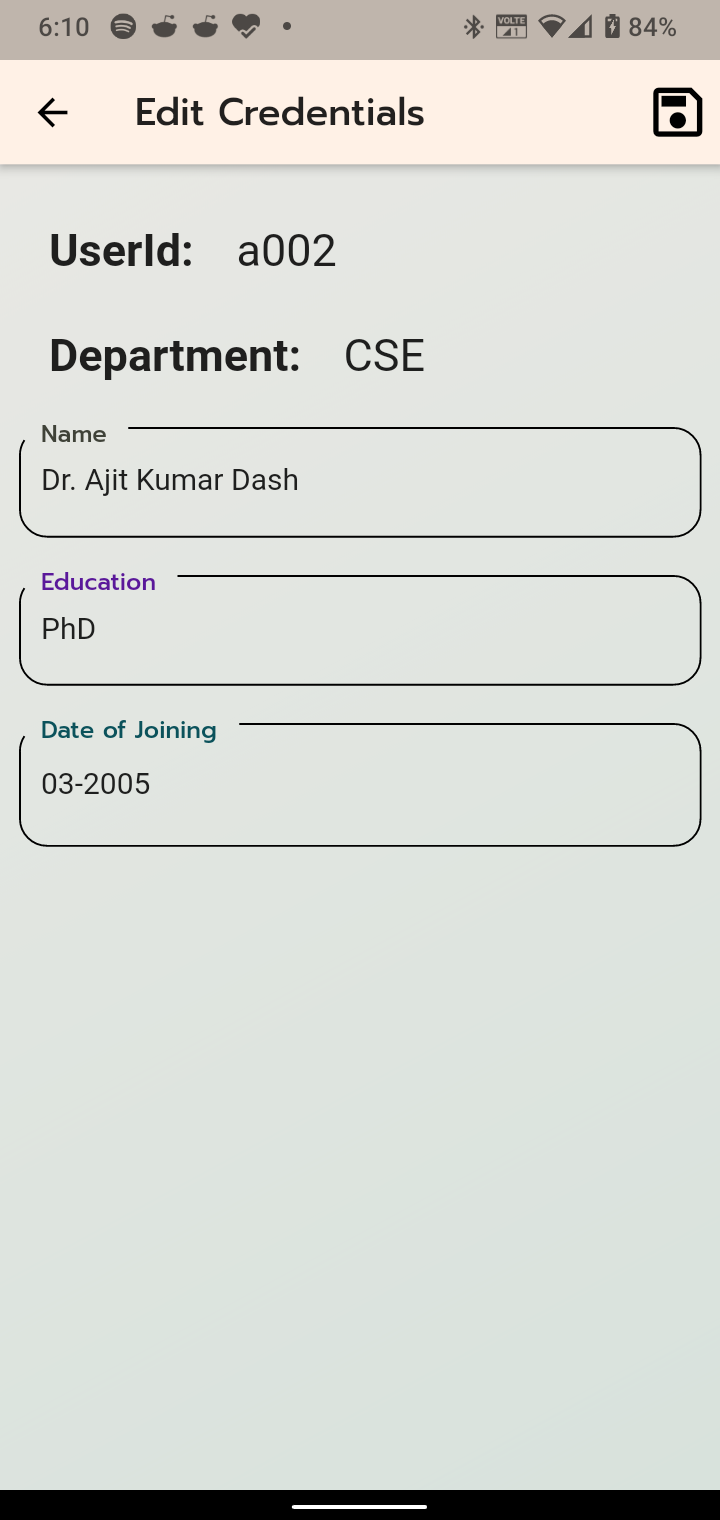 6:10 VOLTE 1 84%
Edit Credentials
UserId: a002
Department: CSE
Name
Dr. Ajit Kumar Dash
Education
PhD
Date of Joining
03-2005